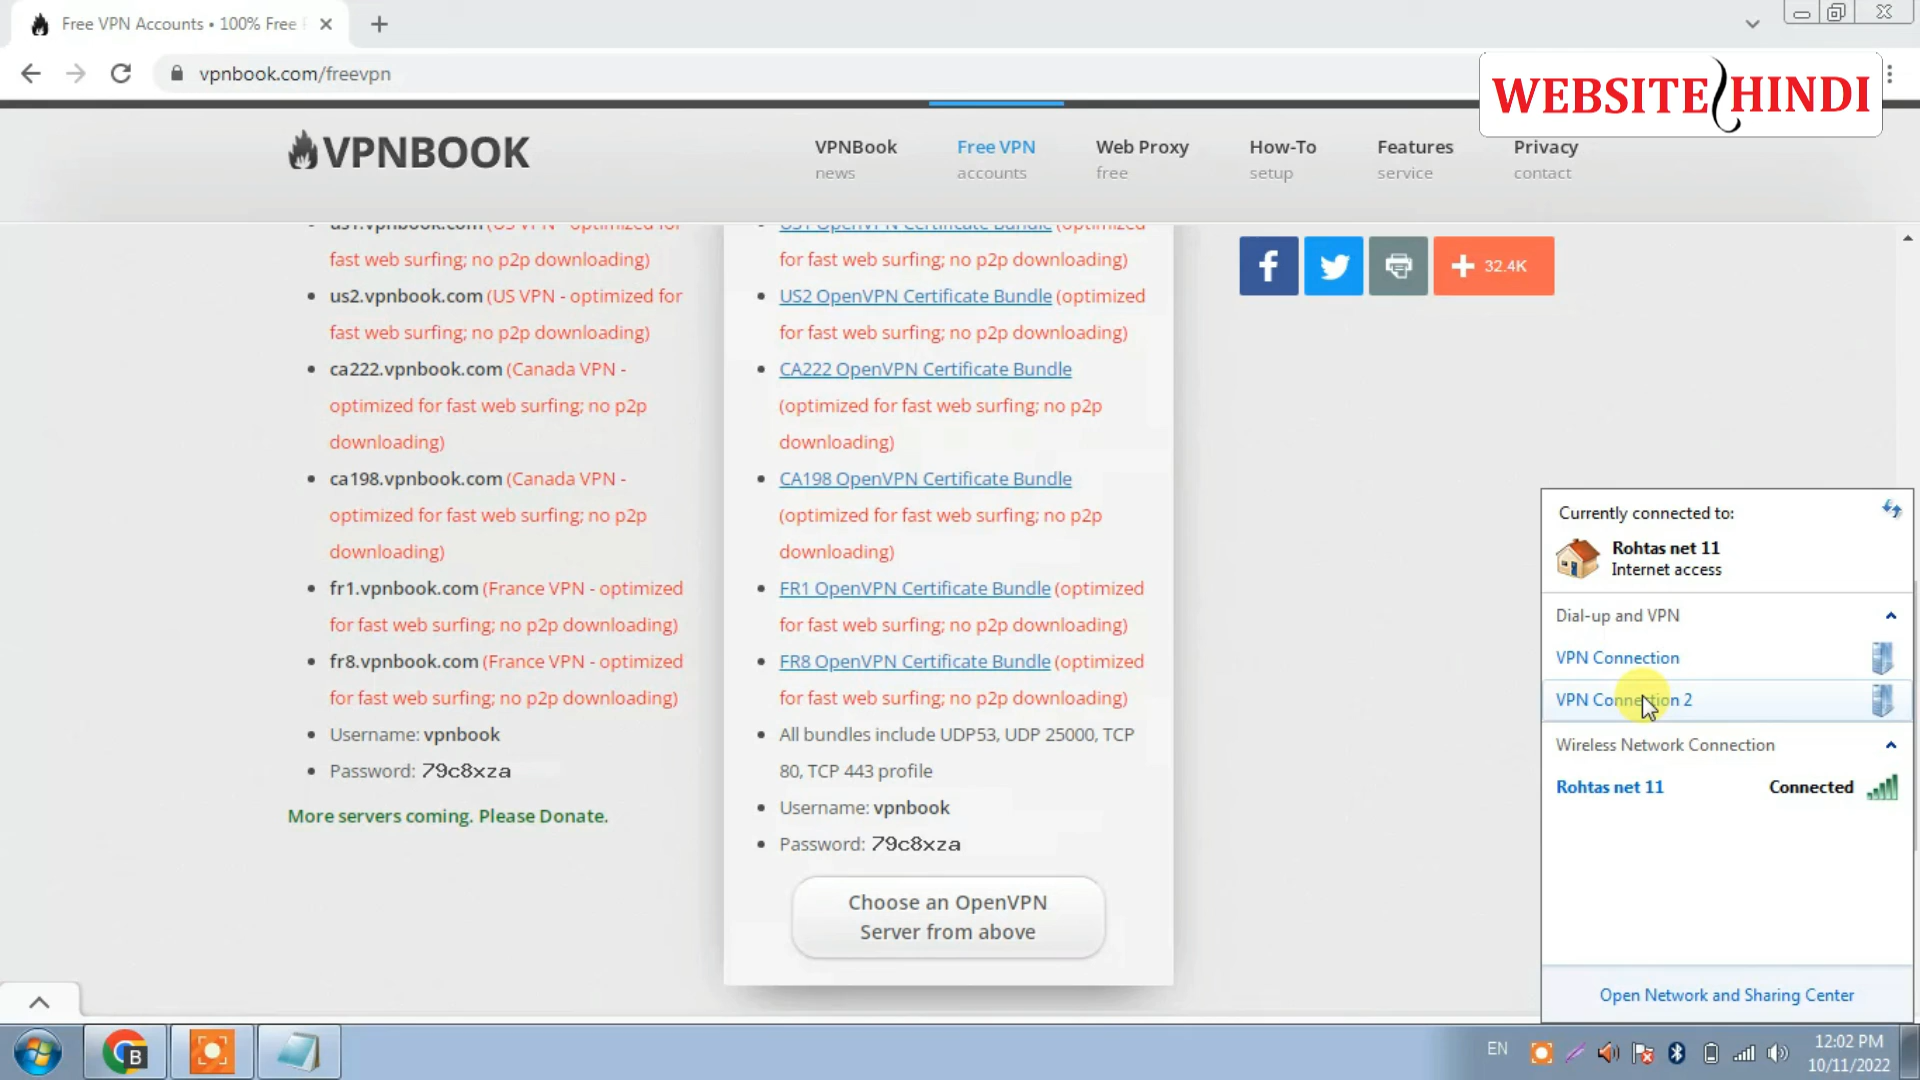 Free VPN Accounts • 100% Free
vpnbook.com/freevpn
WEBSITE HINDI
VPNBOOK
VPNBook
news
Free VPN
accounts
Web Proxy
free
How-To
setup
Features
service
Privacy
contact
us1.vpnbook.com (US VPN - optimized for
fast web surfing; no p2p downloading)
us2.vpnbook.com (US VPN - optimized for
fast web surfing; no p2p downloading)
ca222.vpnbook.com (Canada VPN -
optimized for fast web surfing; no p2p
downloading)
ca198.vpnbook.com (Canada VPN -
optimized for fast web surfing; no p2p
downloading)
fr1.vpnbook.com (France VPN - optimized
for fast web surfing; no p2p downloading)
fr8.vpnbook.com (France VPN - optimized
for fast web surfing; no p2p downloading)
Username: vpnbook
Password: 79c8xza
More servers coming. Please Donate.
US1 OpenVPN Certificate Bundle (optimized
for fast web surfing; no p2p downloading)
US2 OpenVPN Certificate Bundle (optimized
for fast web surfing; no p2p downloading)
CA222 OpenVPN Certificate Bundle
(optimized for fast web surfing; no p2p
downloading)
CA198 OpenVPN Certificate Bundle
(optimized for fast web surfing; no p2p
downloading)
FR1 OpenVPN Certificate Bundle (optimized
for fast web surfing; no p2p downloading)
FR8 OpenVPN Certificate Bundle (optimized
for fast web surfing; no p2p downloading)
All bundles include UDP53, UDP 25000, TCP
80, TCP 443 profile
Username: vpnbook
Password: 79c8xza
Choose an OpenVPN
Server from above
32.4K
Currently connected to:
Rohtas net 11
Internet access
Dial-up and VPN
VPN Connection
VPN Connection 2
Wireless Network Connection
Rohtas net 11 Connected
Open Network and Sharing Center
B
EN
12:02 PM
10/11/2022